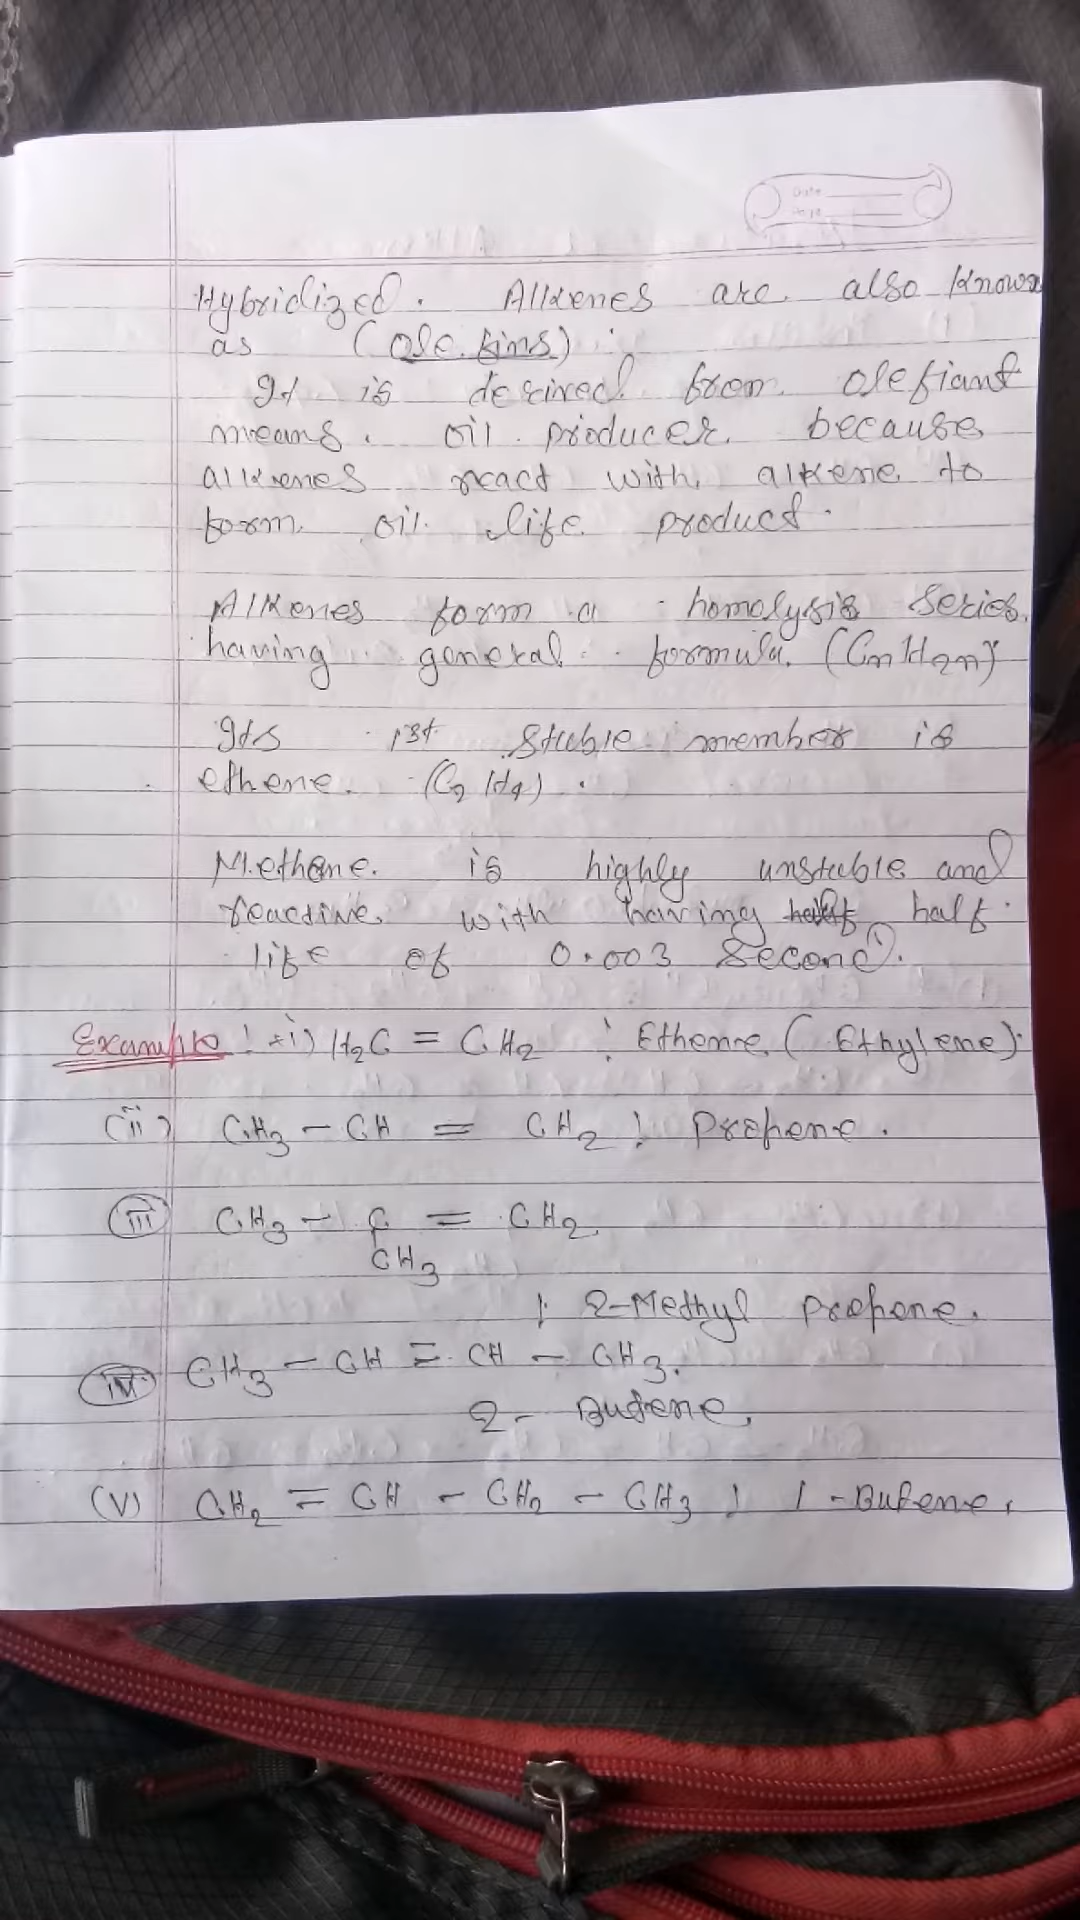 Date
Page
Hybridized. Alkenes are also known
as (Olefins) :
It is derived from olefiant
means. oil producer. because
alkenes react with alkene to
form oil life product.
Alkenes form a homolysis series.
having general formula. (CnH2n)
Its 1st stable member is
ethene. (C2H4).
Methene. is highly unstable and
reactive with having half
life of 0.003 second.
Example : i) H2C = CH2 : Ethene (Ethylene).
(ii) CH3 - CH = CH2 : Propene.
(iii) CH3 - C = CH2.
CH3
: 2-Methyl propene.
(iv) CH3 - CH = CH - CH3.
2- Butene.
(V) CH2 = CH - CH2 - CH3 : 1-Butene.